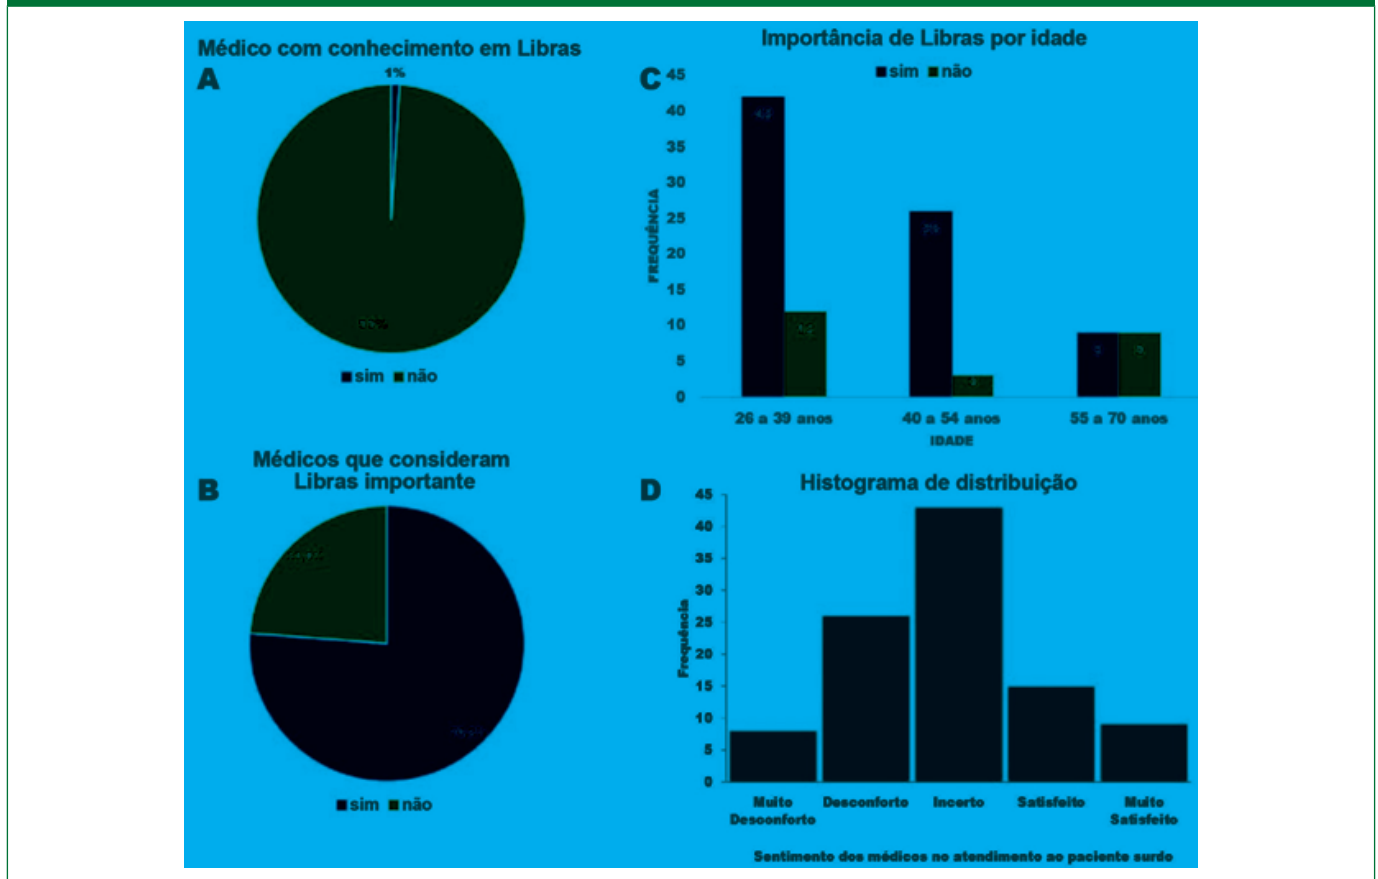 Médico com conhecimento em Libras
A
1%
sim não
Médicos que consideram
Libras importante
B
sim não
Importância de Libras por idade
C
sim não
45
40
35
30
25
20
15
10
5
0
FREQUÊNCIA
26 a 39 anos 40 a 54 anos 55 a 70 anos
IDADE
Histograma de distribuição
D
45
40
35
30
25
20
15
10
5
0
Frequência
Muito Desconforto Incerto Satisfeito Muito
Desconforto Satisfeito
Sentimento dos médicos no atendimento ao paciente surdo